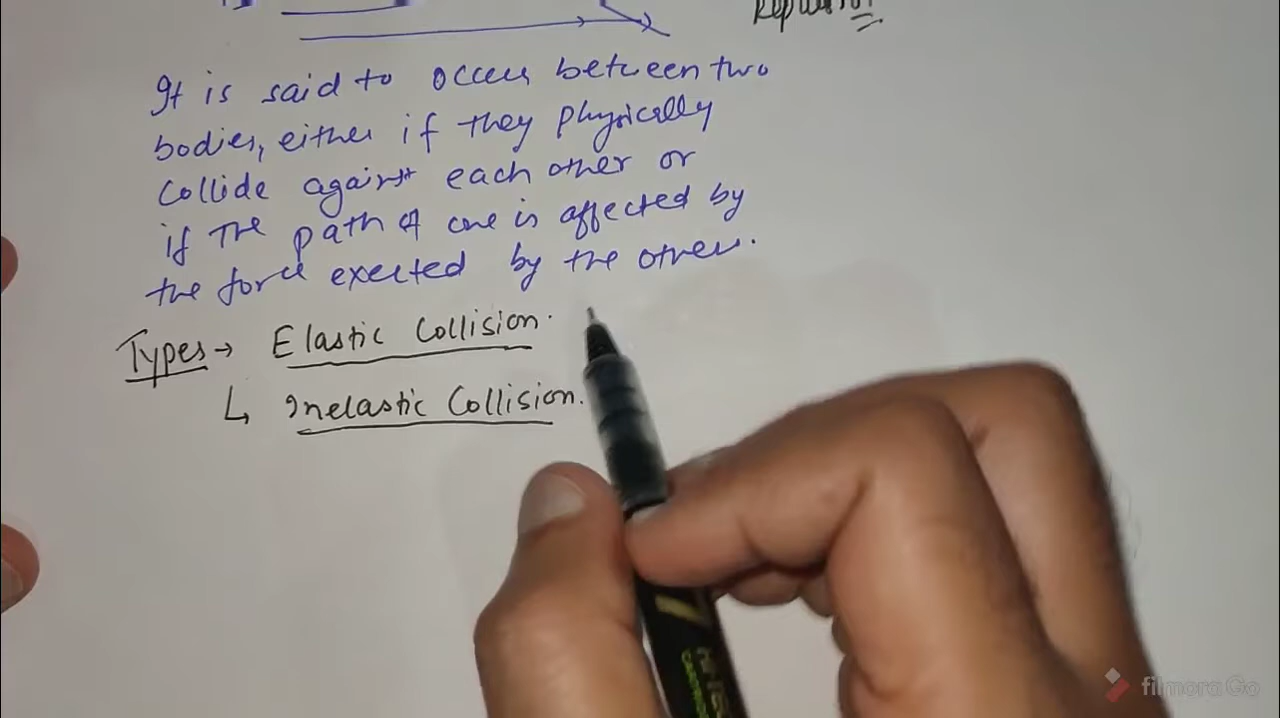 It is said to occur between two
bodies, either if they physically
collide against each other or
if the path of one is affected by
the force exerted by the other.
Types → Elastic Collision.
↳ Inelastic Collision.
filmora Go